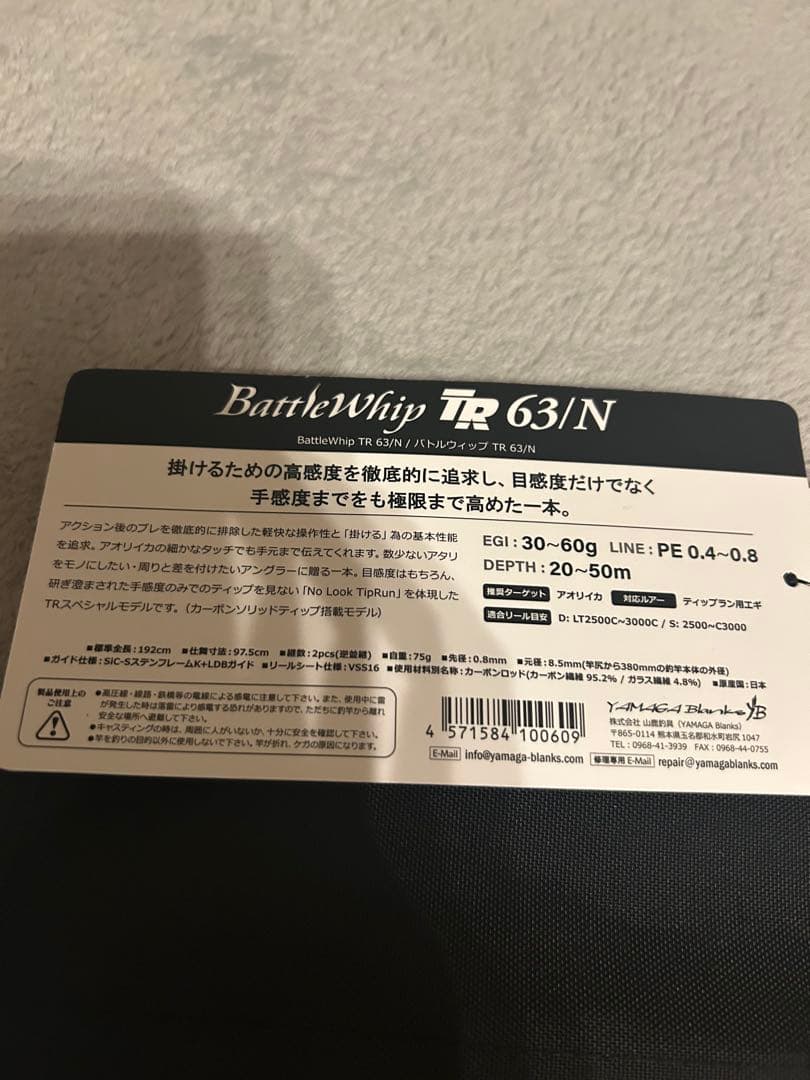 BattleWhip TR 63/N
BattleWhip TR 63/N / バトルウィップ TR 63/N
掛けるための高感度を徹底的に追求し、目感度だけでなく
手感度までをも極限まで高めた一本。
アクション後のブレを徹底的に排除した軽快な操作性と「掛ける」為の基本性能
を追求。アオリイカの細かなタッチでも手元まで伝えてくれます。数少ないアタリ
をモノにしたい・周りと差を付けたいアングラーに贈る一本。目感度はもちろん、
研ぎ澄まされた手感度のみでのティップを見ない「No Look TipRun」を体現した
TRスペシャルモデルです。（カーボンソリッドティップ搭載モデル）
EGI : 30~60g LINE : PE 0.4~0.8
DEPTH : 20~50m
推奨ターゲット アオリイカ 対応ルアー ティップラン用エギ
適合リール目安 D: LT2500C~3000C / S: 2500~C3000
■標準全長：192cm ■仕舞寸法：97.5cm ■継数：2pcs(逆並継) ■自重：75g ■先径：0.8mm ■元径：8.5mm(竿尻から380mmの釣竿本体の外径)
■ガイド仕様：SiC-SステンフレームK+LDBガイド ■リールシート仕様：VSS16 ■使用材料別名称：カーボンロッド(カーボン繊維 95.2% / ガラス繊維 4.8%) ■原産国：日本
製品使用上の
ご注意
●高圧線・線路・鉄橋等の電線による感電に注意して下さい。また、使用中に雷
が発生した時は落雷により感電する恐れがありますので、ただちに釣竿から離れ
安全な場所へ避難して下さい。
●キャスティングの時は、周囲に人がいないか、十分に安全を確認して下さい。
●竿を釣りの目的以外に使用しないで下さい。竿が折れ、ケガの原因になります。
4 571584 100609
YAMAGA Blanks YB
株式会社 山鹿釣具（YAMAGA Blanks）
〒865-0114 熊本県玉名郡和水町岩尻 1047
TEL : 0968-41-3939 FAX : 0968-44-0755
E-Mail info@yamaga-blanks.com 修理専用 E-Mail repair@yamagablanks.com